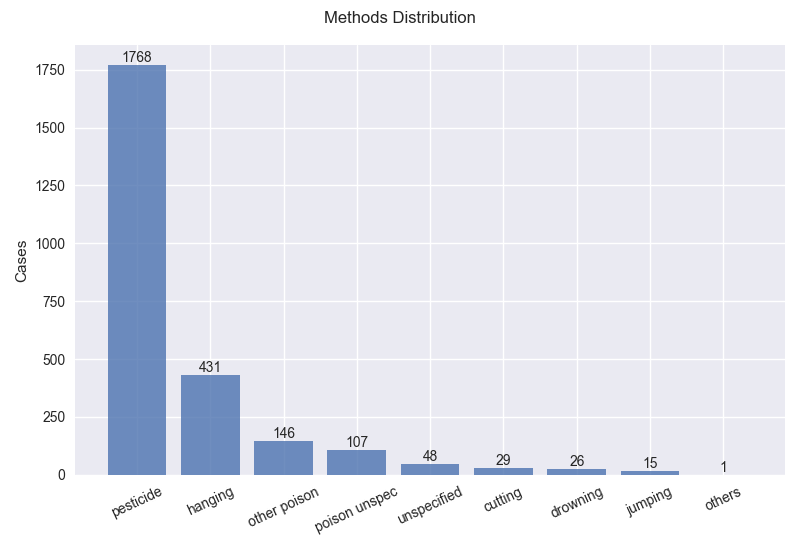 Methods Distribution
1768
1750
1500
1250
1000
Cases
750
500
431
250
146
107
48
29
26
15
1
0
pesticide
hanging
other poison
poison unspec
unspecified
cutting
drowning
jumping
others